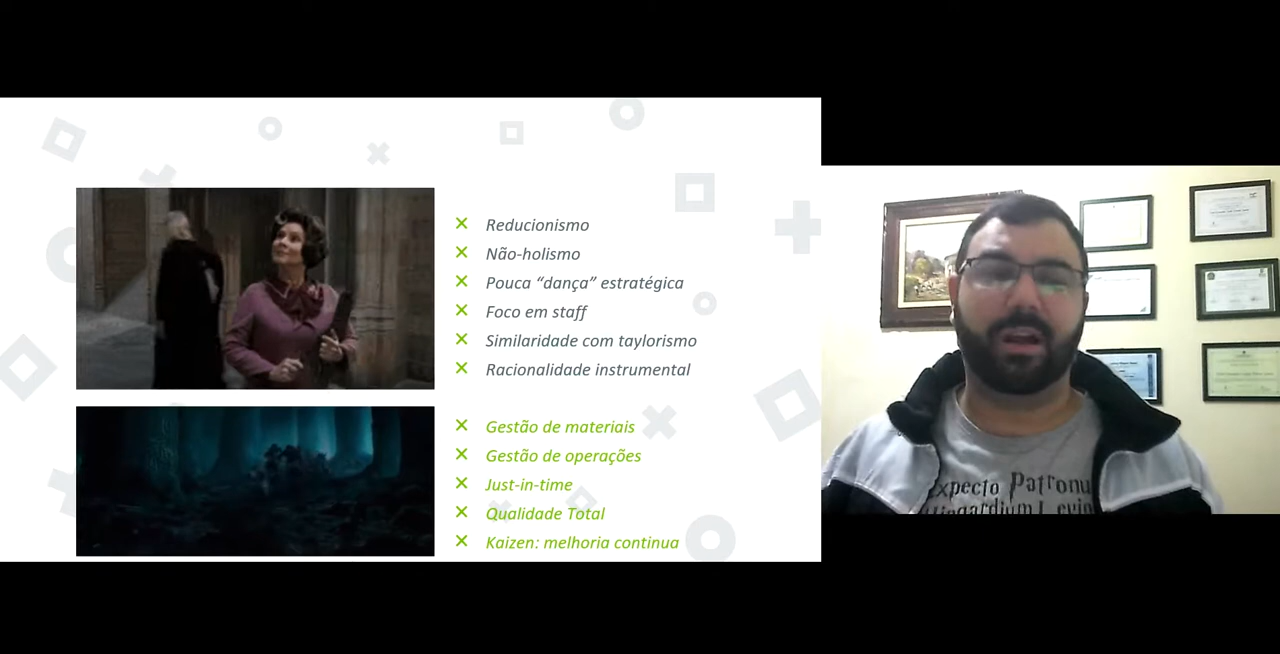 Reducionismo
Não-holismo
Pouca “dança” estratégica
Foco em staff
Similaridade com taylorismo
Racionalidade instrumental
Gestão de materiais
Gestão de operações
Just-in-time
Qualidade Total
Kaizen: melhoria continua
Expecto Patronu